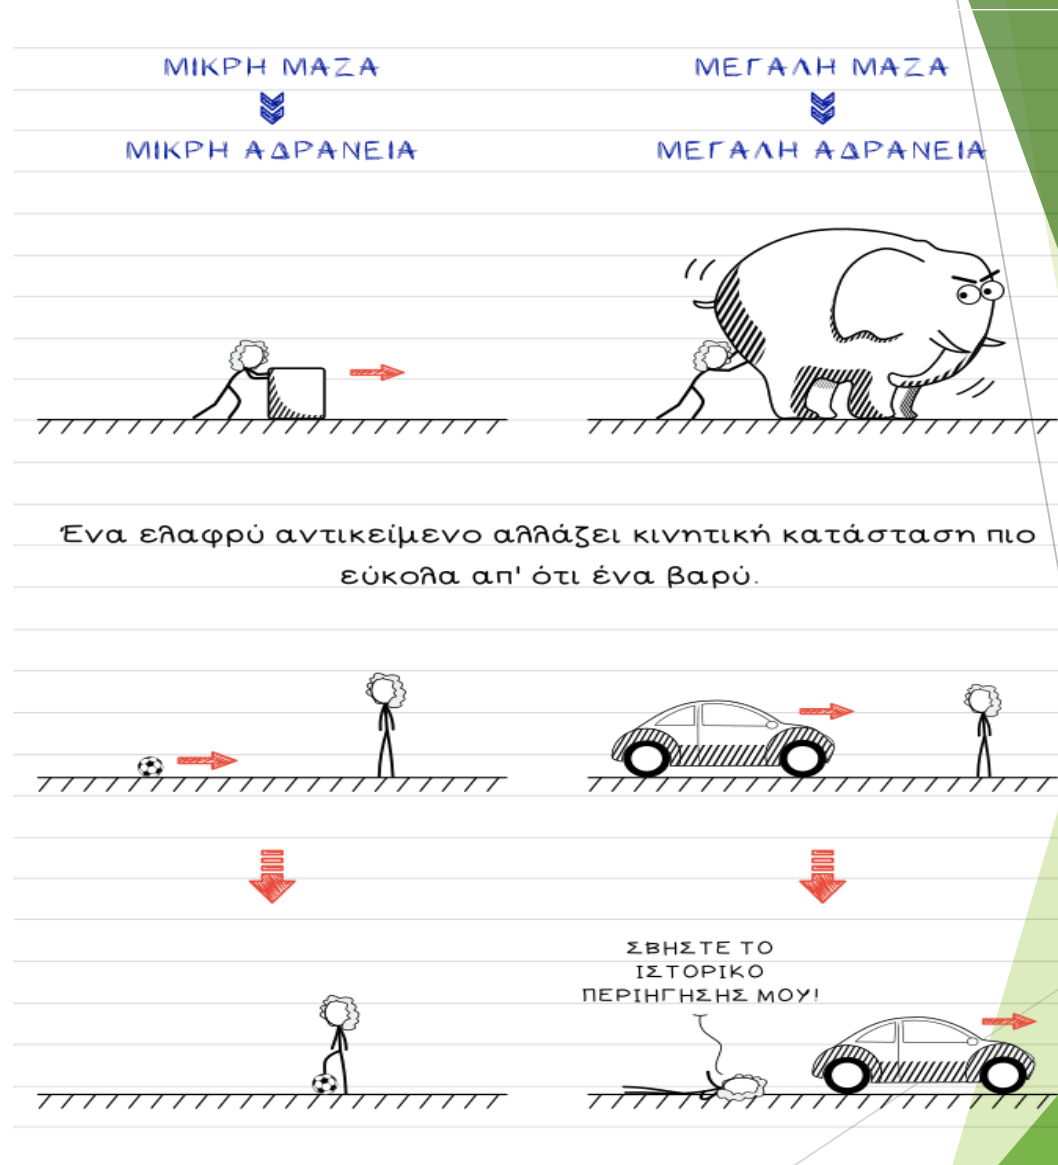 ΜΙΚΡΗ ΜΑΖΑ
ΜΙΚΡΗ ΑΔΡΑΝΕΙΑ
ΜΕΓΑΛΗ ΜΑΖΑ
ΜΕΓΑΛΗ ΑΔΡΑΝΕΙΑ
Ένα ελαφρύ αντικείμενο αλλάζει κινητική κατάσταση πιο
εύκολα απ' ότι ένα βαρύ.
ΣΒΗΣΤΕ ΤΟ
ΙΣΤΟΡΙΚΟ
ΠΕΡΙΗΓΗΣΗΣ ΜΟΥ!